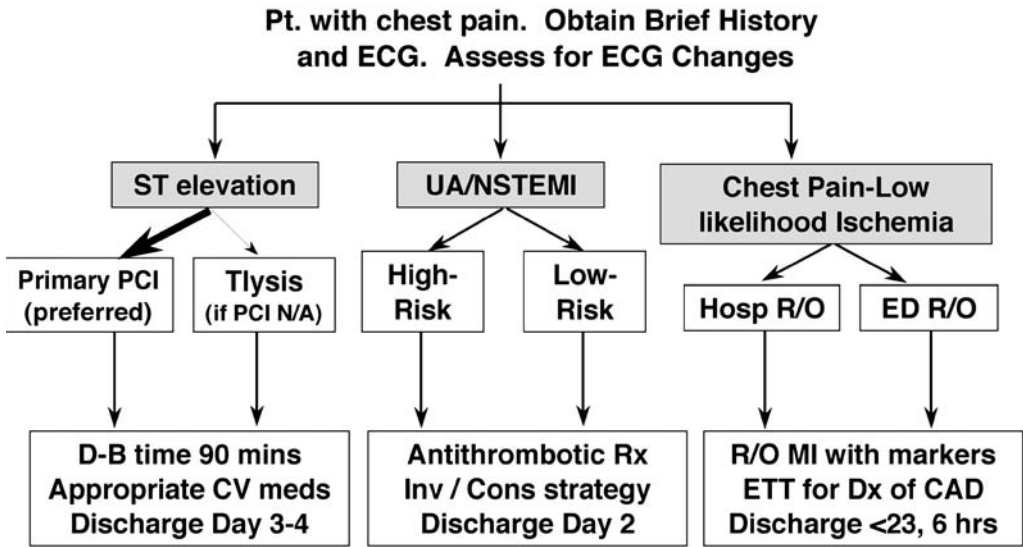 Pt. with chest pain.  Obtain Brief History
and ECG.  Assess for ECG Changes
ST elevation
UA/NSTEMI
Chest Pain-Low
likelihood Ischemia
Primary PCI
(preferred)
Tlysis
(if PCI N/A)
High-
Risk
Low-
Risk
Hosp R/O
ED R/O
D-B time 90 mins
Appropriate CV meds
Discharge Day 3-4
Antithrombotic Rx
Inv / Cons strategy
Discharge Day 2
R/O MI with markers
ETT for Dx of CAD
Discharge <23, 6 hrs